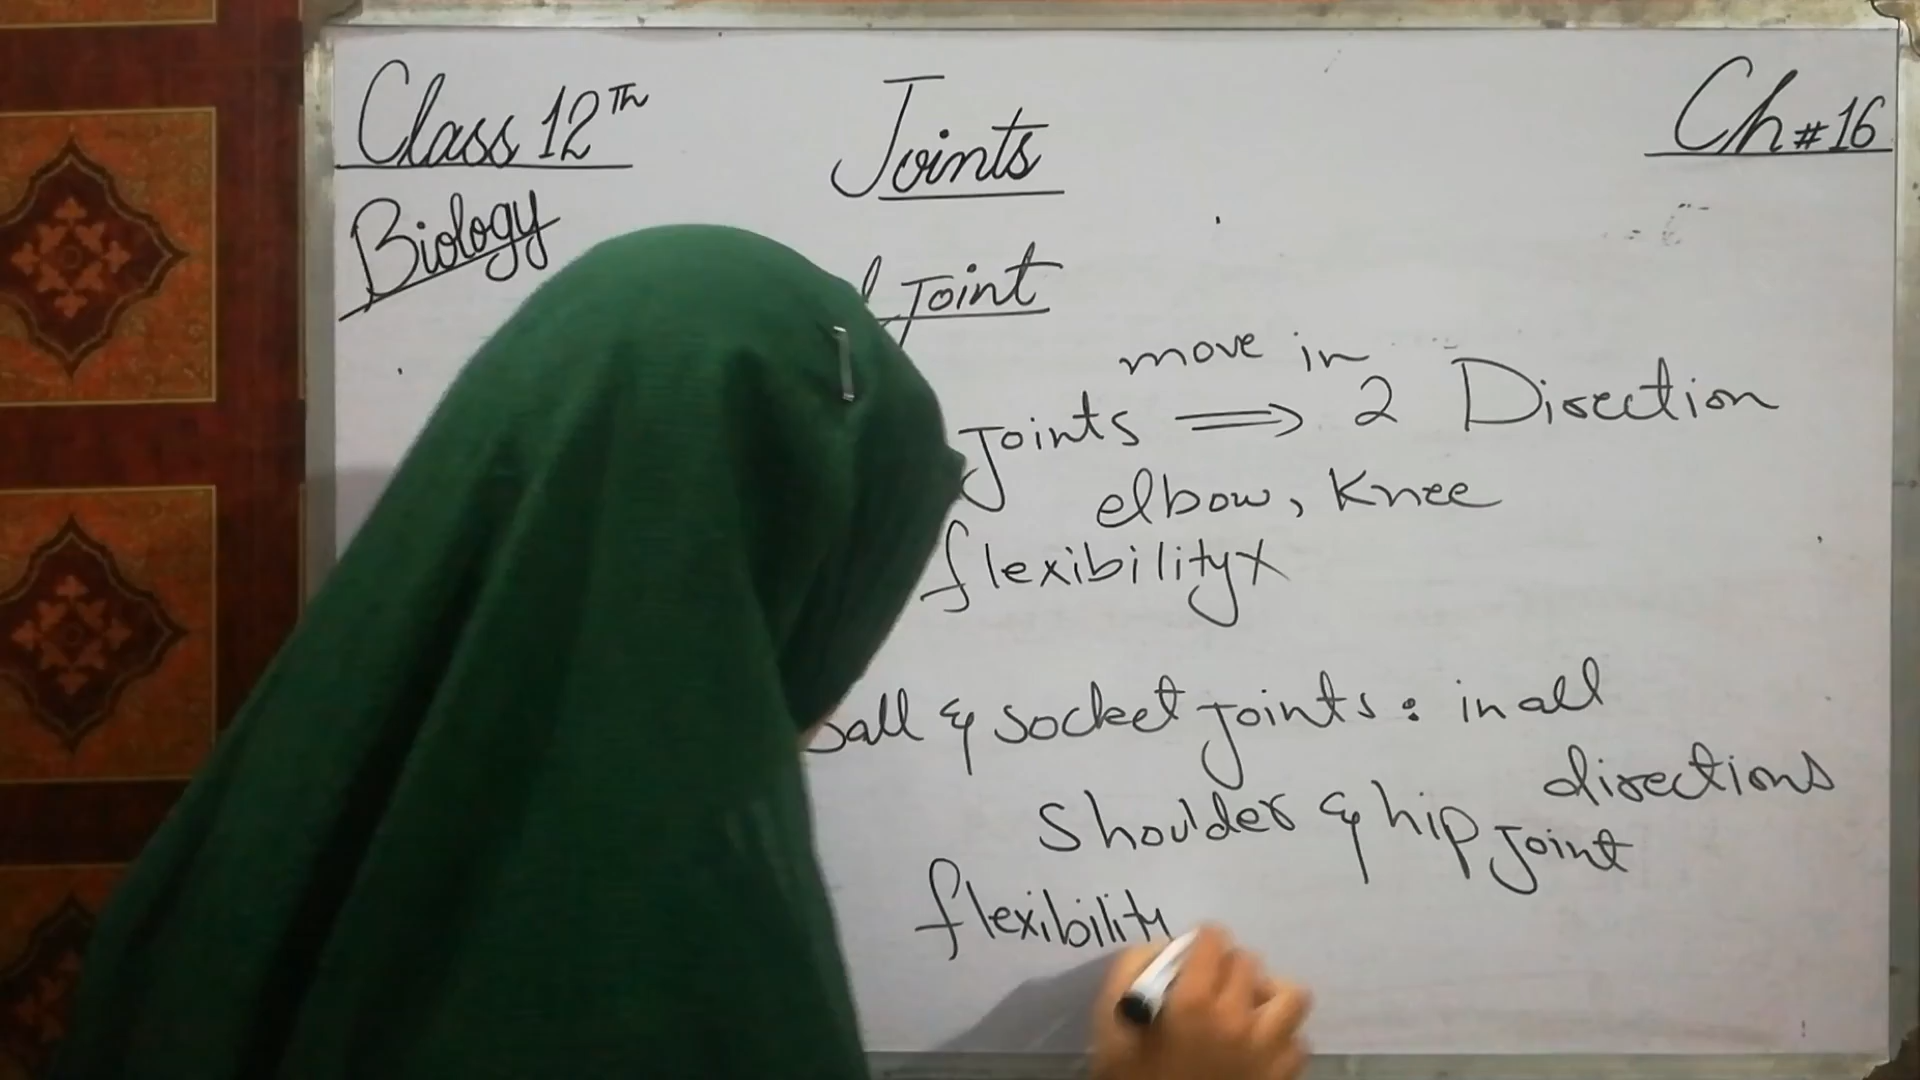 Class 12Th
Joints
Ch #16
Biology
Joint
move in
Joints ⟹ 2 Direction
elbow, Knee
flexibility x
Ball & socket Joints : in all
directions
Shoulder & hip Joint
flexibility